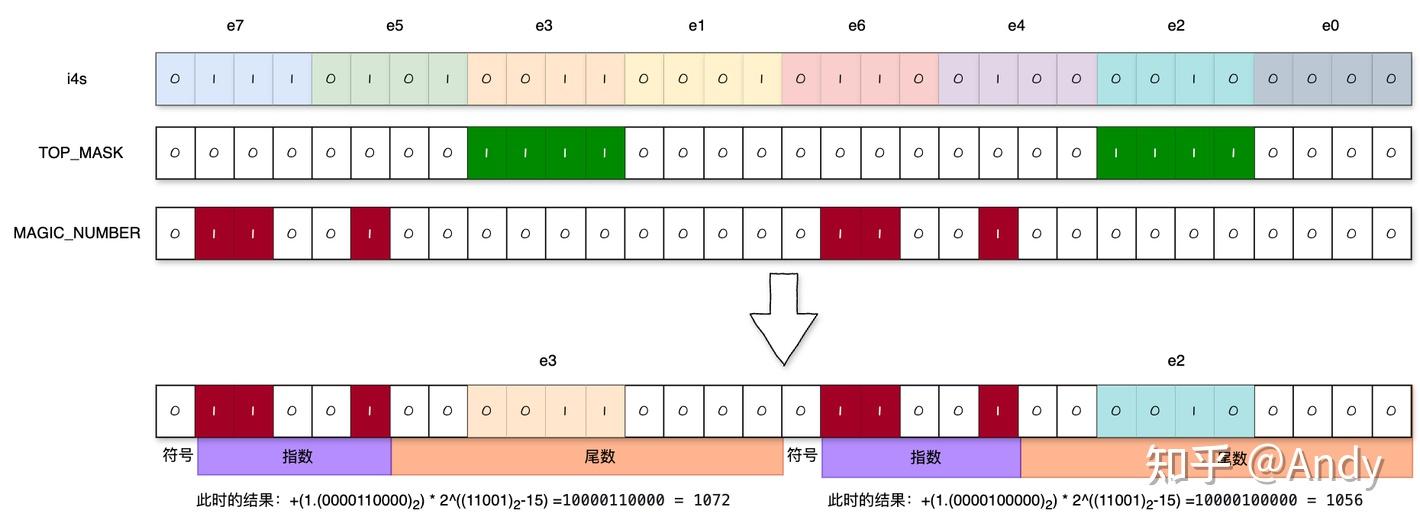 e7 e5 e3 e1 e6 e4 e2 e0
i4s 0 1 1 1 0 1 0 1 0 0 1 1 0 0 0 1 0 1 1 0 0 1 0 0 0 0 1 0 0 0 0 0
TOP_MASK 0 0 0 0 0 0 0 0 1 1 1 1 0 0 0 0 0 0 0 0 0 0 0 0 1 1 1 1 0 0 0 0
MAGIC_NUMBER 0 1 1 0 0 1 0 0 0 0 0 0 0 0 0 0 0 1 1 0 0 1 0 0 0 0 0 0 0 0 0 0
e3 e2
0 1 1 0 0 1 0 0 0 0 1 1 0 0 0 0 0 1 1 0 0 1 0 0 0 0 1 0 0 0 0 0
符号 指数 尾数 符号 指数 尾数
知乎 @Andy
此时的结果：+(1.(0000110000)2) * 2^((11001)2-15) =10000110000 = 1072 此时的结果：+(1.(0000100000)2) * 2^((11001)2-15) =10000100000 = 1056